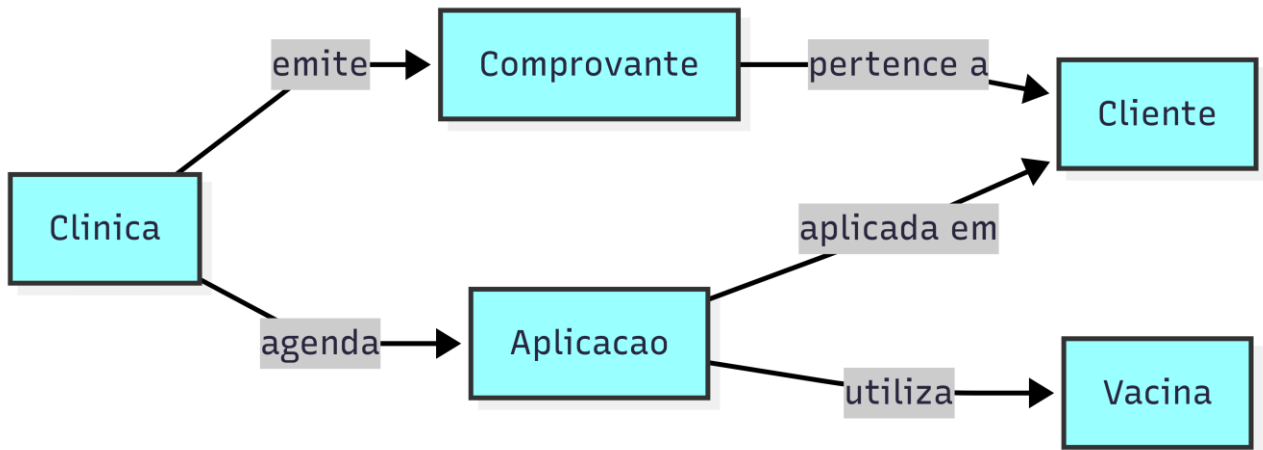 emite
Comprovante
pertence a
Cliente
Clinica
aplicada em
agenda
Aplicacao
utiliza
Vacina